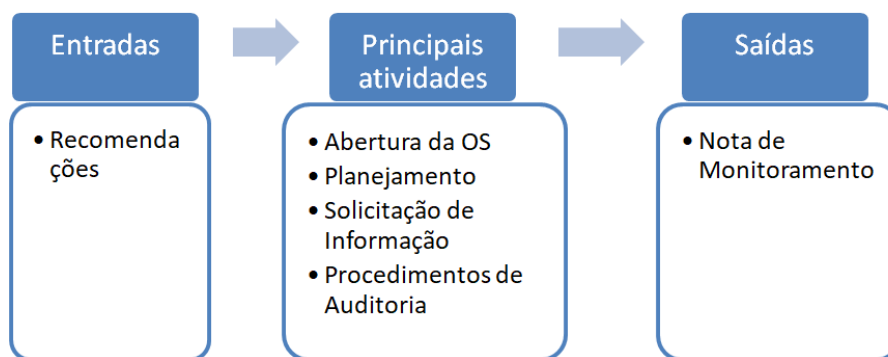 Entradas
• Recomenda
ções
Principais
atividades
• Abertura da OS
• Planejamento
• Solicitação de
Informação
• Procedimentos de
Auditoria
Saídas
• Nota de
Monitoramento